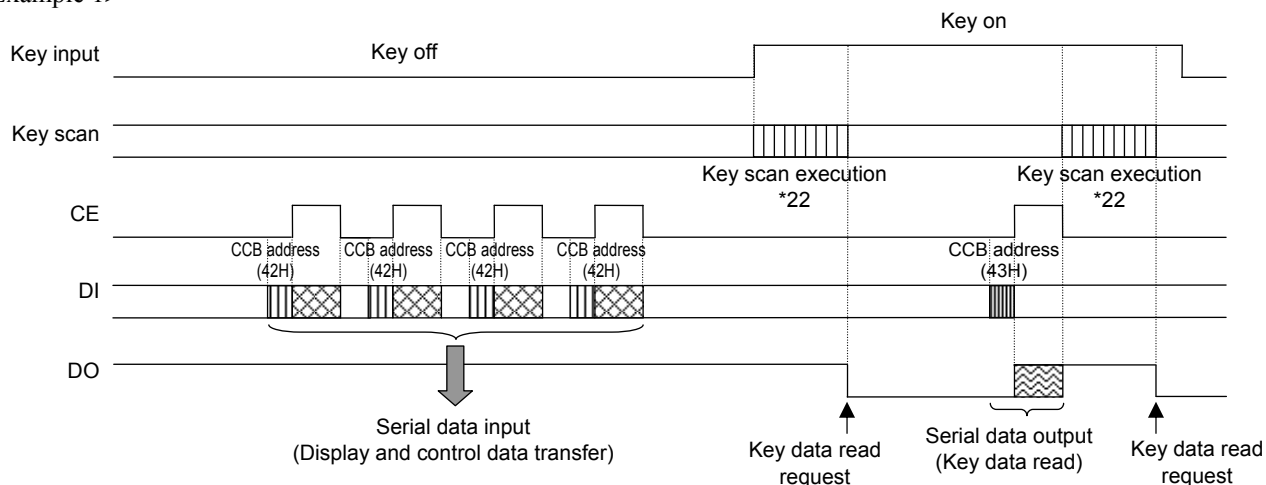 Key on
Key input
Key off
Key scan
Key scan execution
*22
Key scan execution
*22
CE
CCB address
(42H)
CCB address
(42H)
CCB address
(42H)
CCB address
(42H)
CCB address
(43H)
DI
DO
Serial data input
(Display and control data transfer)
Key data read
request
Serial data output
(Key data read)
Key data read
request